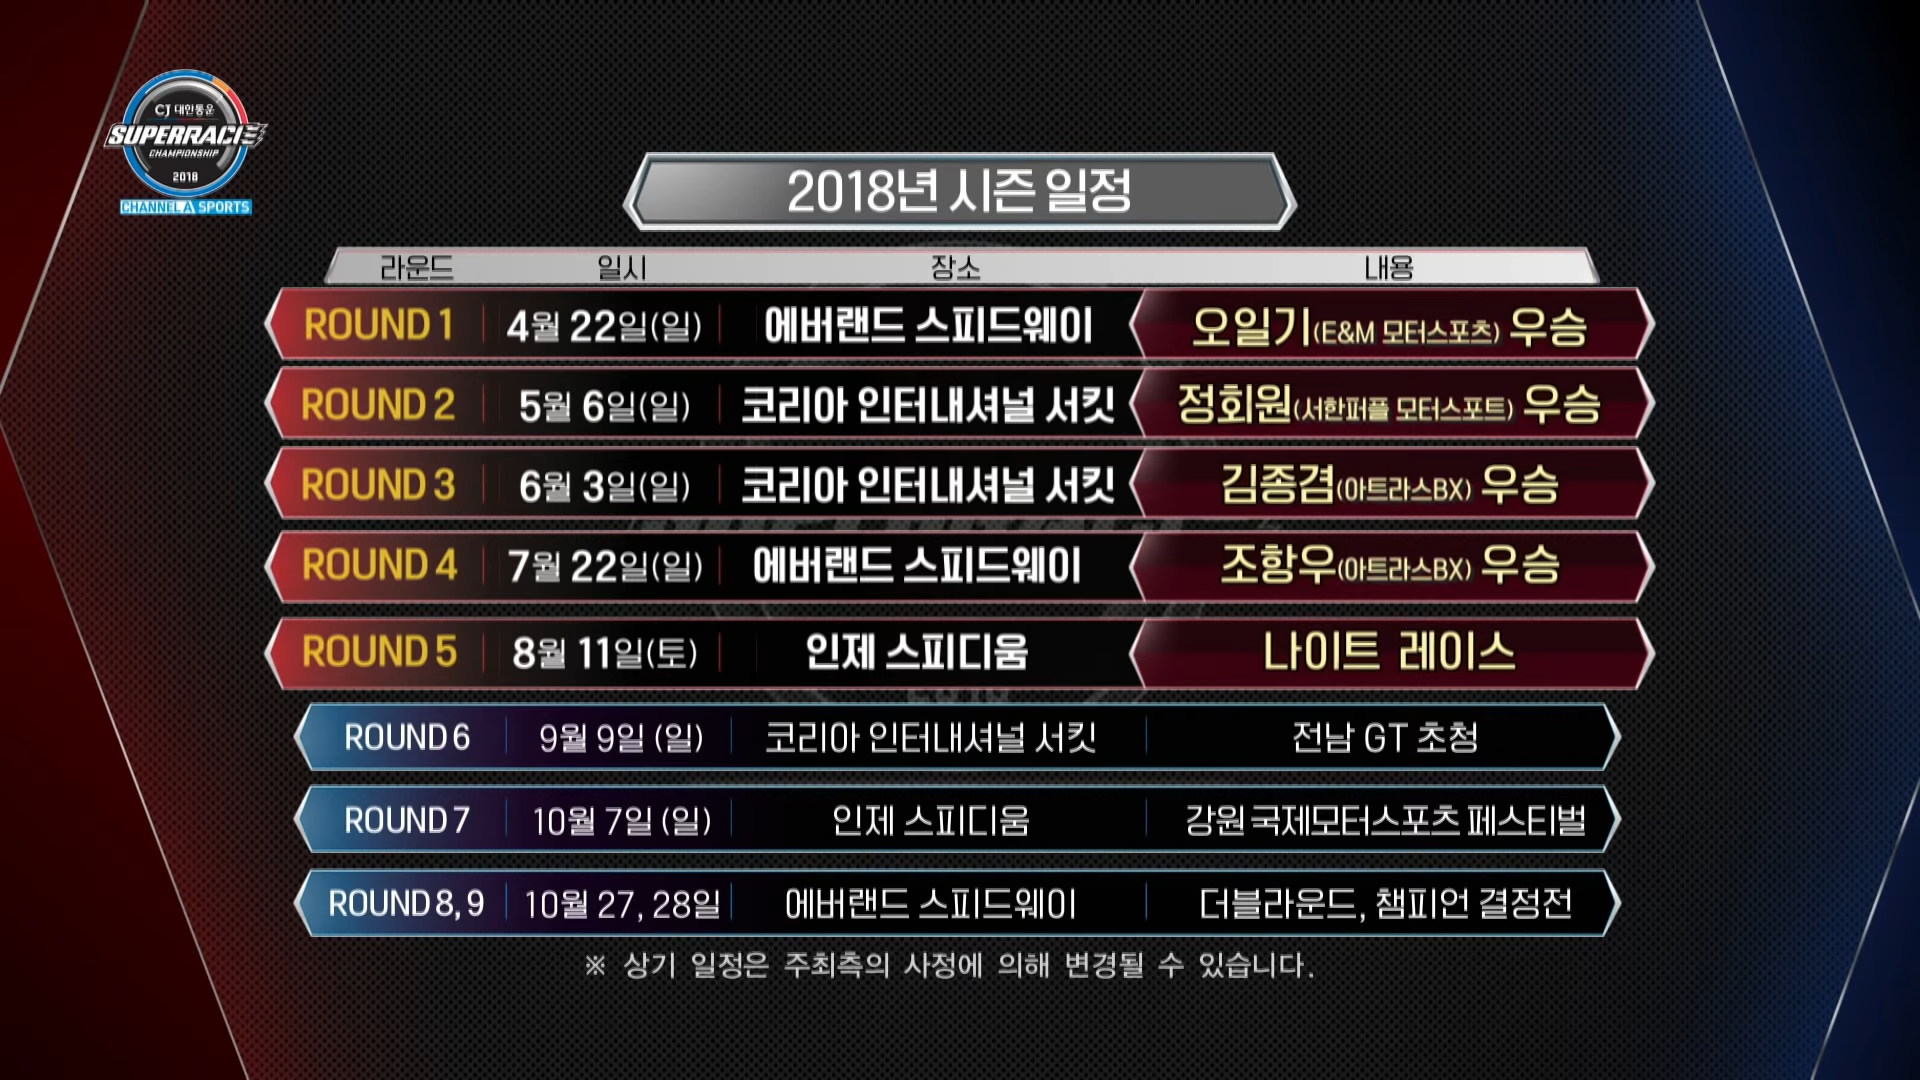 CJ 대한통운
SUPERRACE
CHAMPIONSHIP
2018
CHANNEL A SPORTS
2018년 시즌 일정
라운드 일시 장소 내용
ROUND 1 4월 22일(일) 에버랜드 스피드웨이 오일기(E&M 모터스포츠) 우승
ROUND 2 5월 6일(일) 코리아 인터내셔널 서킷 정회원(서한퍼플 모터스포트) 우승
ROUND 3 6월 3일(일) 코리아 인터내셔널 서킷 김종겸(아트라스BX) 우승
ROUND 4 7월 22일(일) 에버랜드 스피드웨이 조항우(아트라스BX) 우승
ROUND 5 8월 11일(토) 인제 스피디움 나이트 레이스
ROUND 6 9월 9일 (일) 코리아 인터내셔널 서킷 전남 GT 초청
ROUND 7 10월 7일 (일) 인제 스피디움 강원 국제모터스포츠 페스티벌
ROUND 8, 9 10월 27, 28일 에버랜드 스피드웨이 더블라운드, 챔피언 결정전
※ 상기 일정은 주최측의 사정에 의해 변경될 수 있습니다.